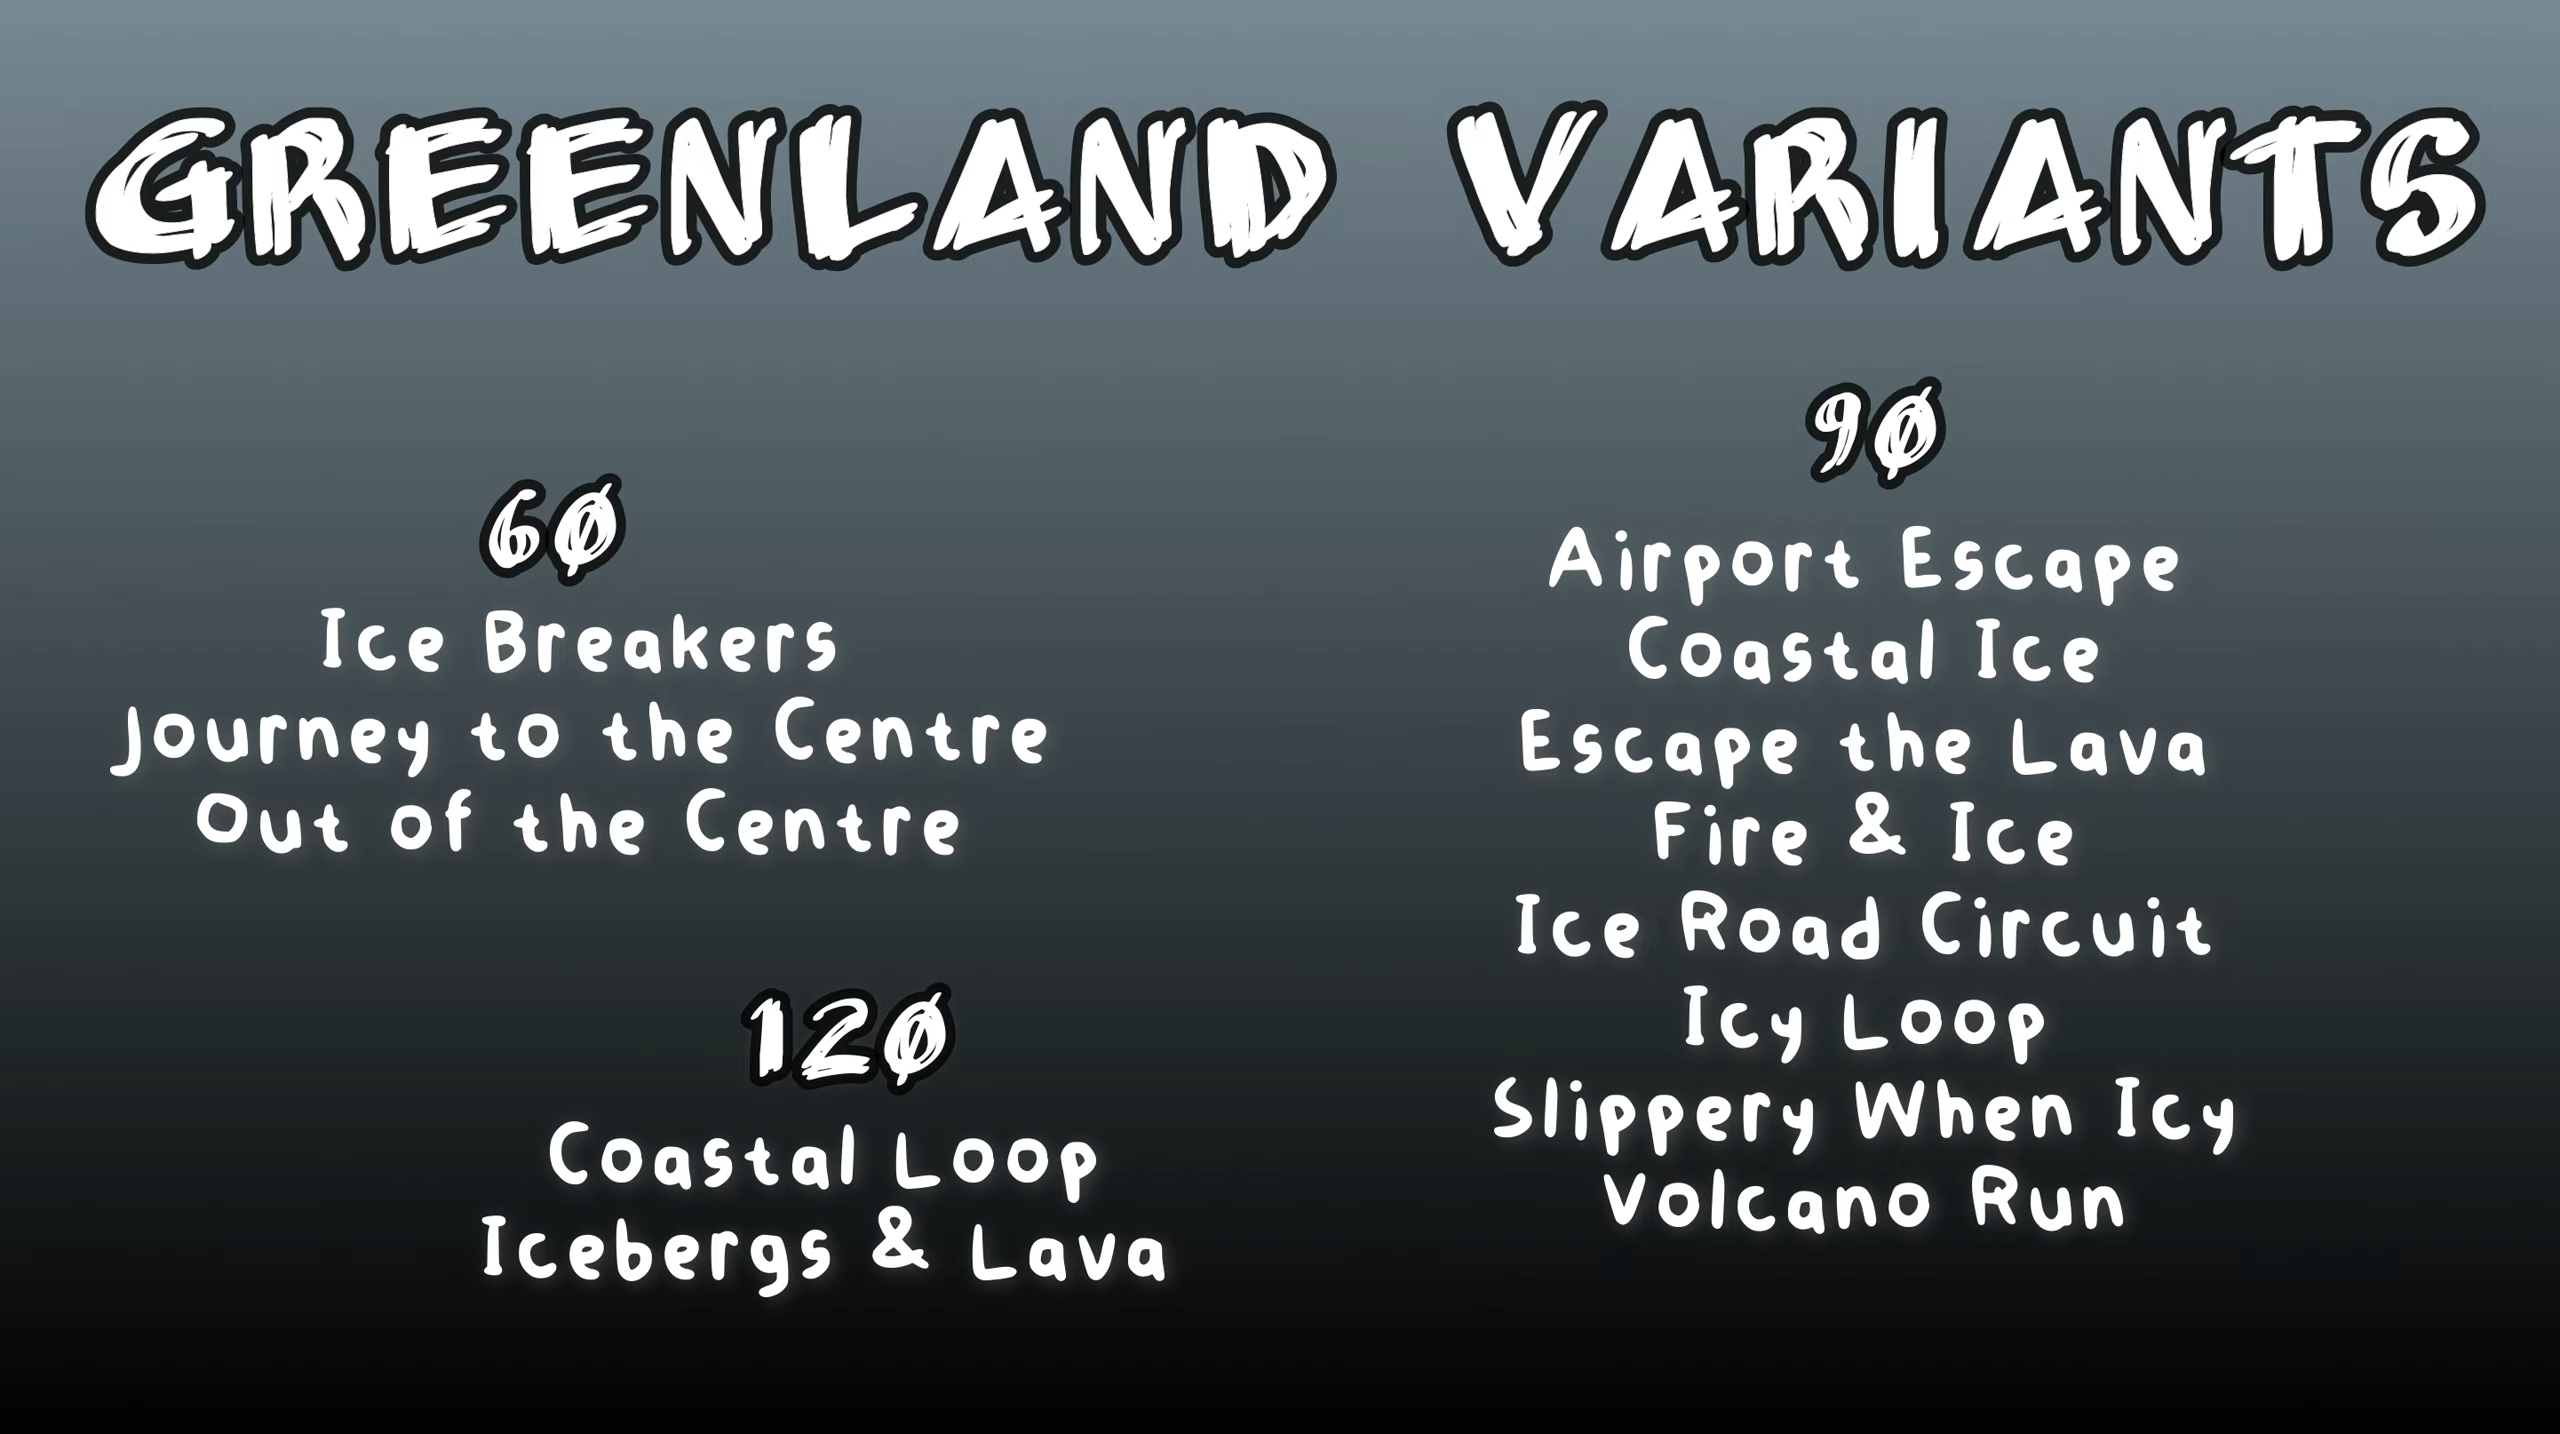 GREENLAND VARIANTS
60
Ice Breakers
Journey to the Centre
Out of the Centre
120
Coastal Loop
Icebergs & Lava
90
Airport Escape
Coastal Ice
Escape the Lava
Fire & Ice
Ice Road Circuit
Icy Loop
Slippery When Icy
Volcano Run